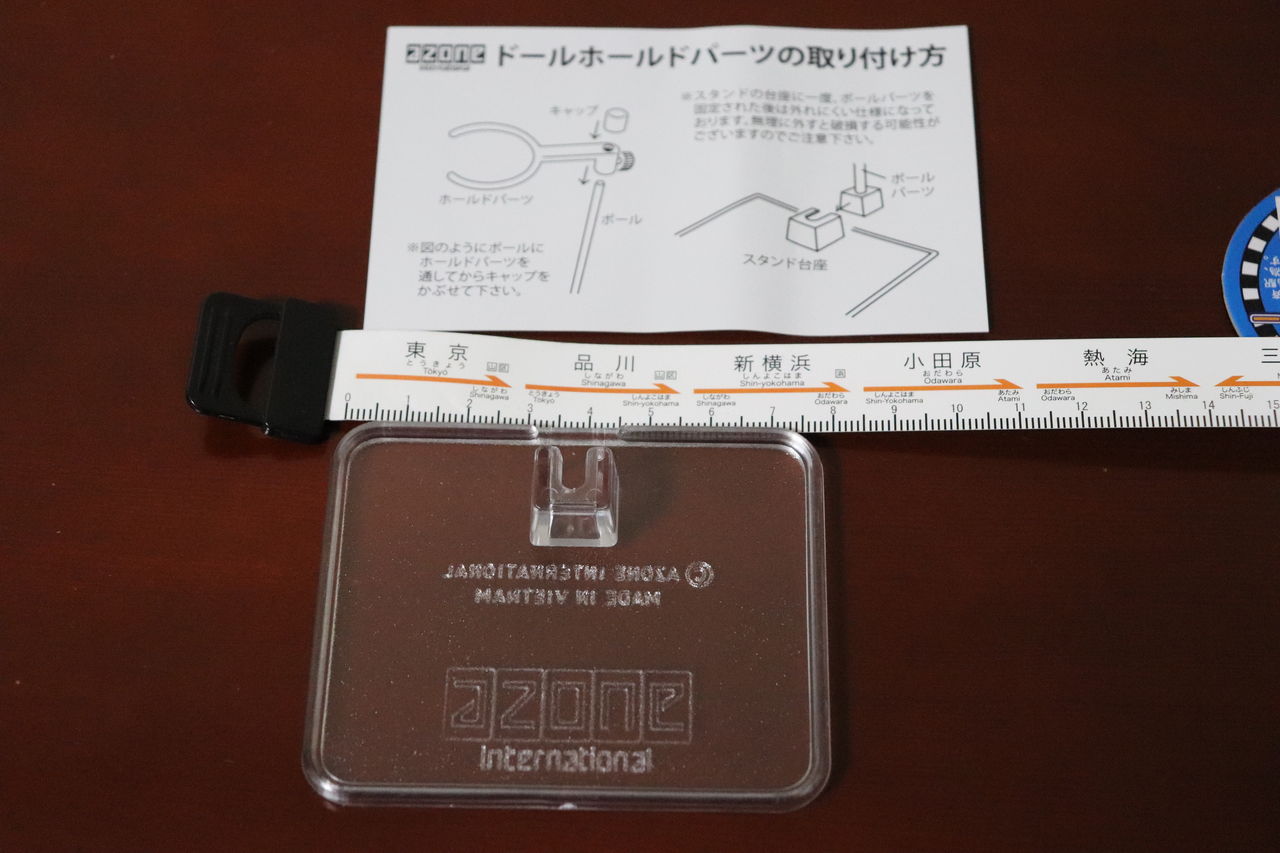 azone international ドールホールドパーツの取り付け方
キャップ
ホールドパーツ
ポール
※図のようにポールに
ホールドパーツを
通してからキャップを
かぶせて下さい。
※スタンドの台座に一度、ポールパーツを
固定された後は外れにくい仕様になって
おります。無理に外すと破損する可能性が
ございますのでご注意下さい。
ポール
パーツ
スタンド台座
東京 品川 新横浜 小田原 熱海 三
とうきょう しながわ しんよこはま おだわら あたみ
Tōkyō Shinagawa Shin-yokohama Odawara Atami
しながわ とうきょう しんよこはま しながわ おだわら しんよこはま あたみ おだわら みしま しんふじ
Shinagawa Tōkyō Shin-yokohama Shinagawa Odawara Shin-Yokohama Atami Odawara Mishima Shin-Fuji
0 1 2 3 4 5 6 7 8 9 10 11 12 13 14 15
© AZONE INTERNATIONAL
MADE IN VIETNAM
azone
international